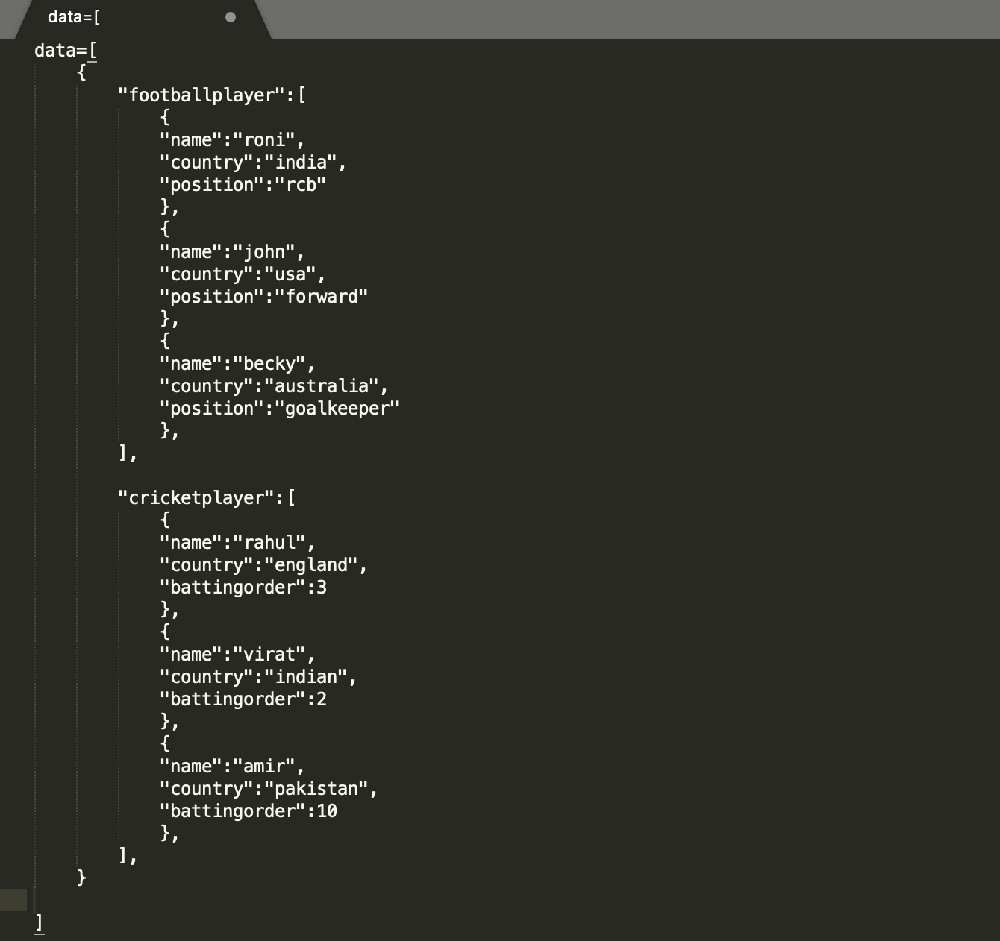 data=[
data=[
{
"footballplayer":[
{
"name":"roni",
"country":"india",
"position":"rcb"
},
{
"name":"john",
"country":"usa",
"position":"forward"
},
{
"name":"becky",
"country":"australia",
"position":"goalkeeper"
},
],
"cricketplayer":[
{
"name":"rahul",
"country":"england",
"battingorder":3
},
{
"name":"virat",
"country":"indian",
"battingorder":2
},
{
"name":"amir",
"country":"pakistan",
"battingorder":10
},
],
}
]